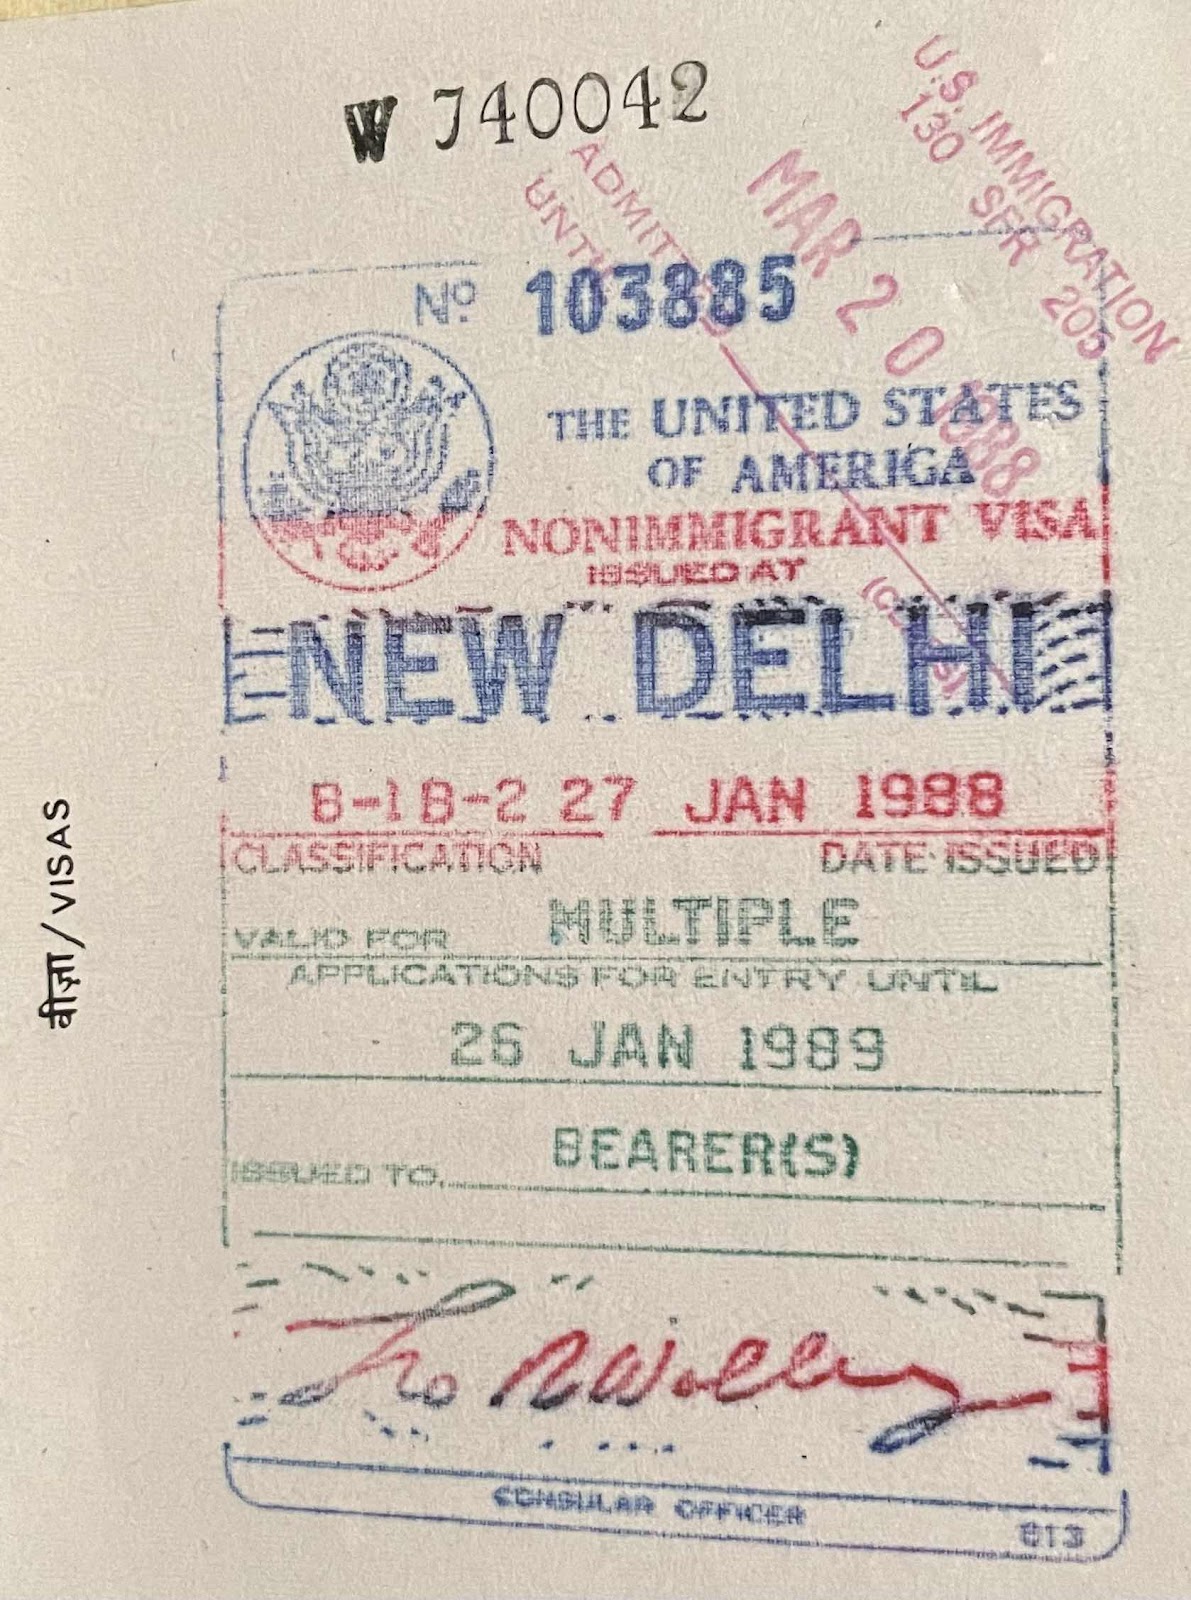 W 740042
U.S. IMMIGRATION
130 SFR 205
MAR 20 1988
ADMITTED
UNTIL
Nº 103885
THE UNITED STATES
OF AMERICA
NONIMMIGRANT VISA
ISSUED AT
NEW DELHI
B-1B-2 27 JAN 1988
CLASSIFICATION DATE ISSUED
VALID FOR MULTIPLE
APPLICATIONS FOR ENTRY UNTIL
26 JAN 1989
ISSUED TO BEARER(S)
CONSULAR OFFICER
613
वीज़ा/VISAS